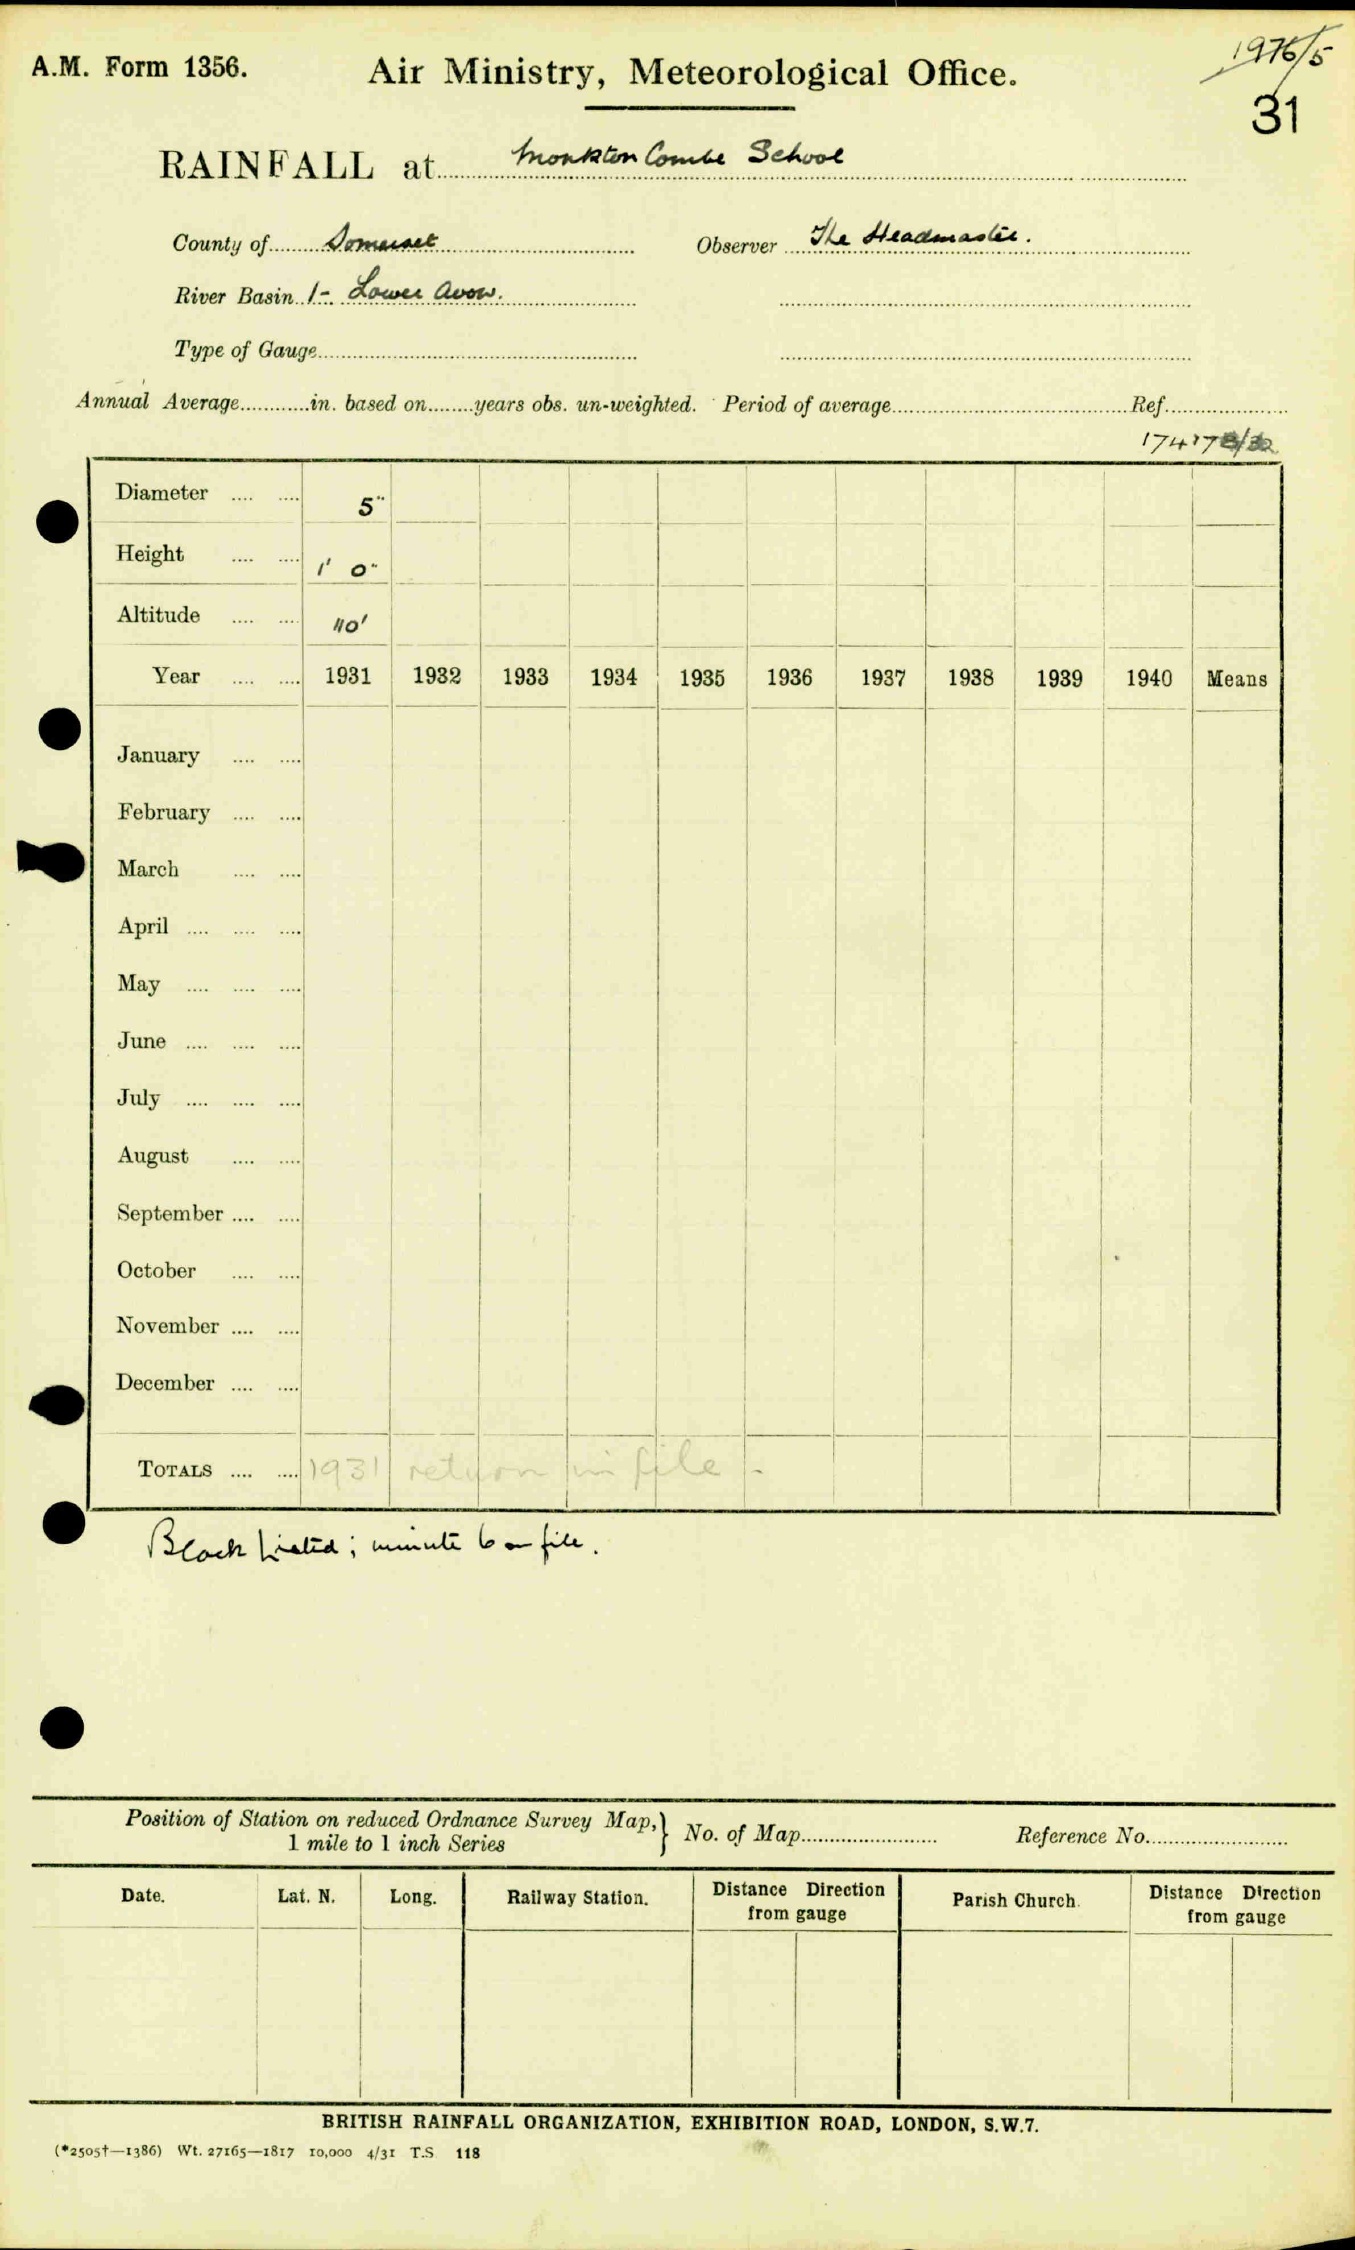 A.M. Form 1356.
Air Ministry, Meteorological Office.
1976/5
31
RAINFALL at Monkton Combe School
County of Somerset Observer The Headmaster.
River Basin 1- Lower Avon.
Type of Gauge
Annual Average in. based on years obs. un-weighted. Period of average Ref.
Diameter 5"
Height 1' 0"
Altitude 110'
Year 1931 1932 1933 1934 1935 1936 1937 1938 1939 1940 Means
January
February
March
April
May
June
July
August
September
October
November
December
TOTALS 1931 return in file -
Black Listed; minute 6 on file.
Position of Station on reduced Ordnance Survey Map, } No. of Map Reference No.
1 mile to 1 inch Series
Date. Lat. N. Long. Railway Station. Distance Direction from gauge Parish Church. Distance Direction from gauge
BRITISH RAINFALL ORGANIZATION, EXHIBITION ROAD, LONDON, S.W.7.
(*2505†—1386) Wt. 27165—1817 10,000 4/31 T.S 118